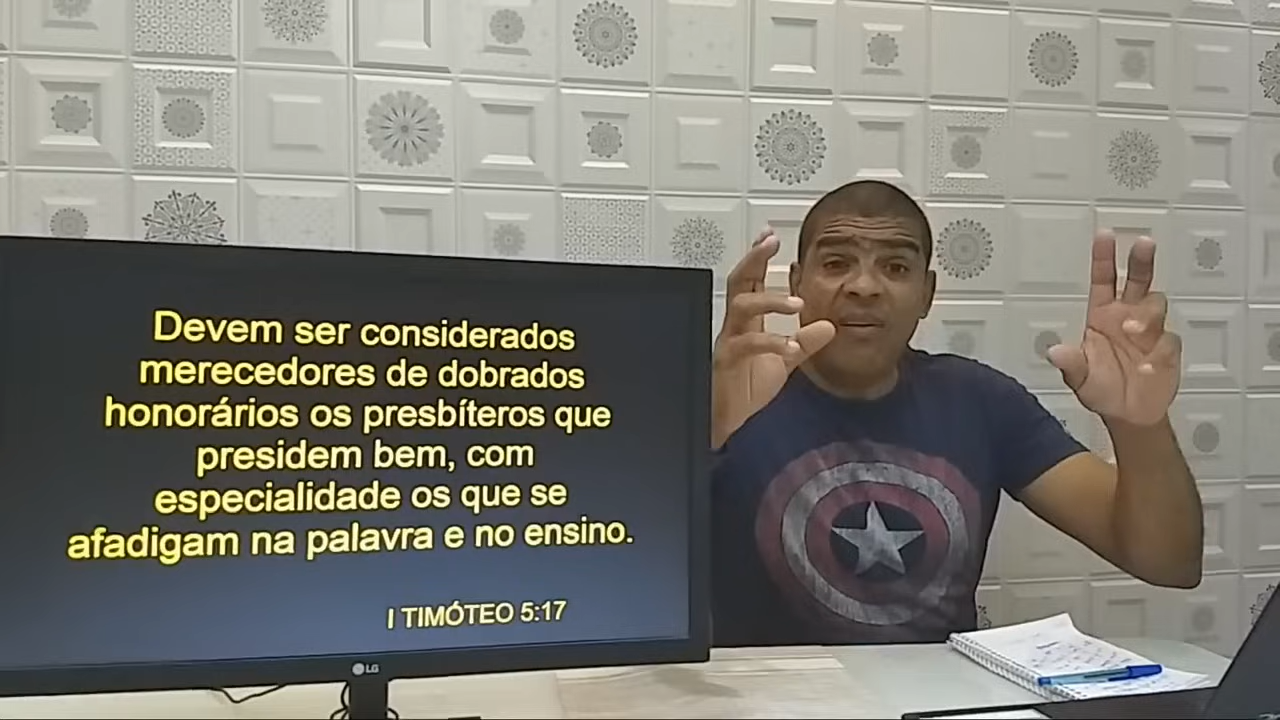 Devem ser considerados
merecedores de dobrados
honorários os presbíteros que
presidem bem, com
especialidade os que se
afadigam na palavra e no ensino.
I TIMÓTEO 5:17
LG